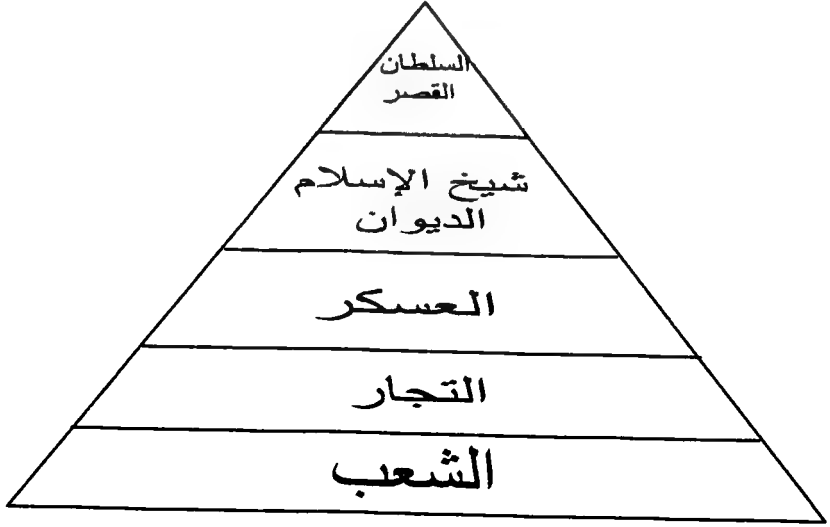 السلطان
القصر
شيخ الإسلام
الديوان
العسكر
التجار
الشعب